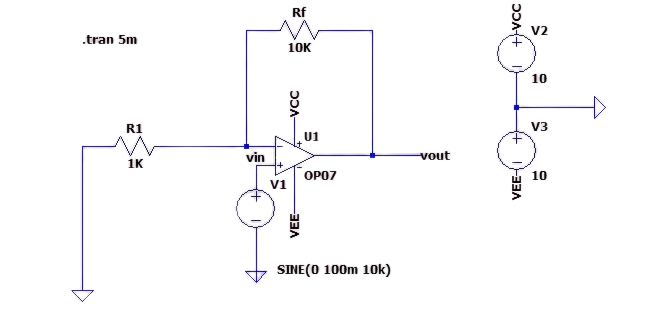 Rf
.tran 5m
10K
VCC
V2
10
VCC
R1
U1
V3
1K
vin
vout
V1
OP07
10
VEE
VEE
SINE(0 100m 10k)